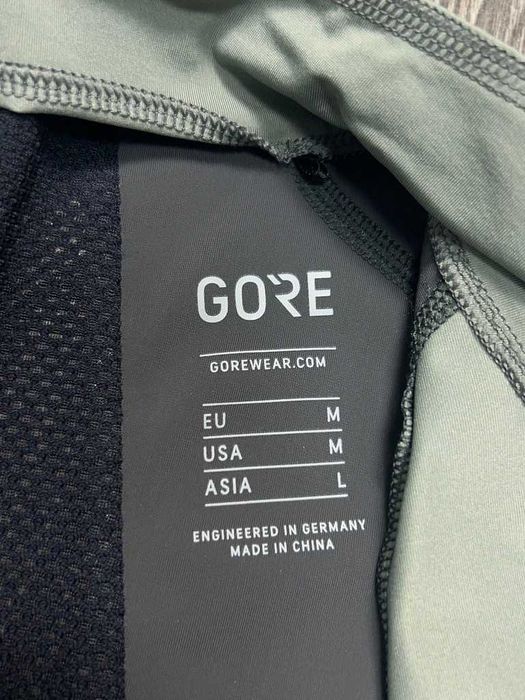 GORE
GOREWEAR.COM
EU M
USA M
ASIA L
ENGINEERED IN GERMANY
MADE IN CHINA